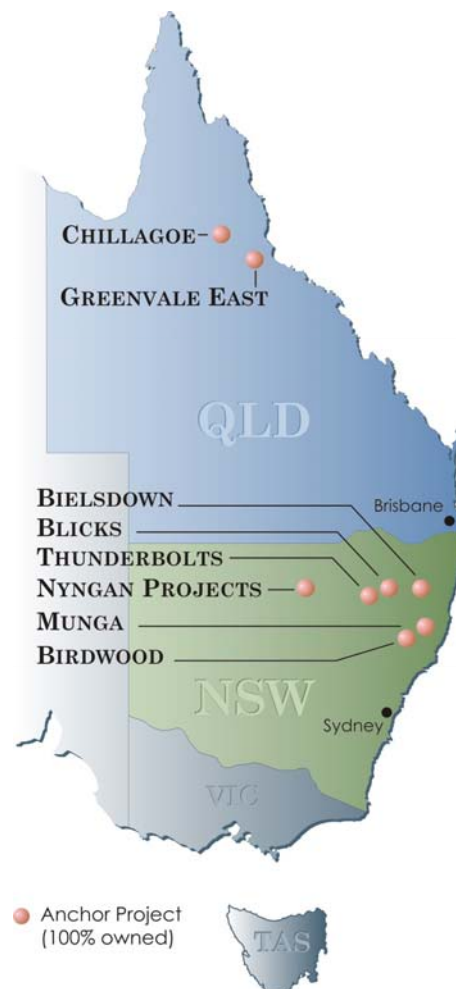 CHILLAGOE
GREENVALE EAST
QLD
BIELSDOWN
Brisbane
BLICKS
THUNDERBOLTS
NYNGAN PROJECTS
MUNGA
BIRDWOOD
NSW
Sydney
VIC
Anchor Project
(100% owned)
TAS